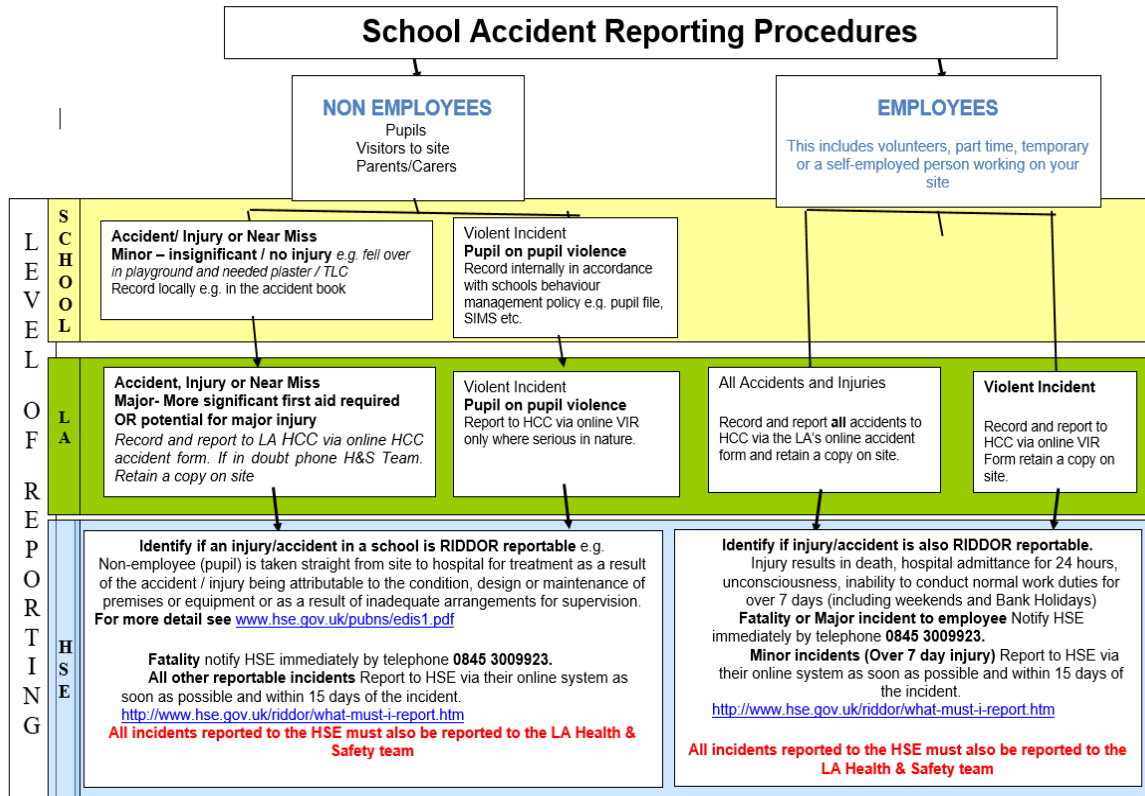 School Accident Reporting Procedures
NON EMPLOYEES
Pupils
Visitors to site
Parents/Carers
EMPLOYEES
This includes volunteers, part time, temporary
or a self-employed person working on your
site
LEVEL OF REPORTING
SCHOOL
Accident/ Injury or Near Miss
Minor – insignificant / no injury e.g. fell over
in playground and needed plaster / TLC
Record locally e.g. in the accident book
Violent Incident
Pupil on pupil violence
Record internally in accordance
with schools behaviour
management policy e.g. pupil file,
SIMS etc.
LA
Accident, Injury or Near Miss
Major- More significant first aid required
OR potential for major injury
Record and report to LA HCC via online HCC
accident form. If in doubt phone H&S Team.
Retain a copy on site
Violent Incident
Pupil on pupil violence
Report to HCC via online VIR
only where serious in nature.
All Accidents and Injuries
Record and report all accidents to
HCC via the LA's online accident
form and retain a copy on site.
Violent Incident
Record and report to
HCC via online VIR
Form retain a copy on
site.
HSE
Identify if an injury/accident in a school is RIDDOR reportable e.g.
Non-employee (pupil) is taken straight from site to hospital for treatment as a
result of the accident / injury being attributable to the condition, design or maintenance of
premises or equipment or as a result of inadequate arrangements for supervision.
For more detail see www.hse.gov.uk/pubns/edis1.pdf
Fatality notify HSE immediately by telephone 0845 3009923.
All other reportable incidents Report to HSE via their online system as
soon as possible and within 15 days of the incident.
http://www.hse.gov.uk/riddor/what-must-i-report.htm
All incidents reported to the HSE must also be reported to the LA Health &
Safety team
Identify if injury/accident is also RIDDOR reportable.
Injury results in death, hospital admittance for 24 hours,
unconsciousness, inability to conduct normal work duties for
over 7 days (including weekends and Bank Holidays)
Fatality or Major incident to employee Notify HSE
immediately by telephone 0845 3009923.
Minor incidents (Over 7 day injury) Report to HSE via
their online system as soon as possible and within 15 days of
the incident.
http://www.hse.gov.uk/riddor/what-must-i-report.htm
All incidents reported to the HSE must also be reported to the
LA Health & Safety team